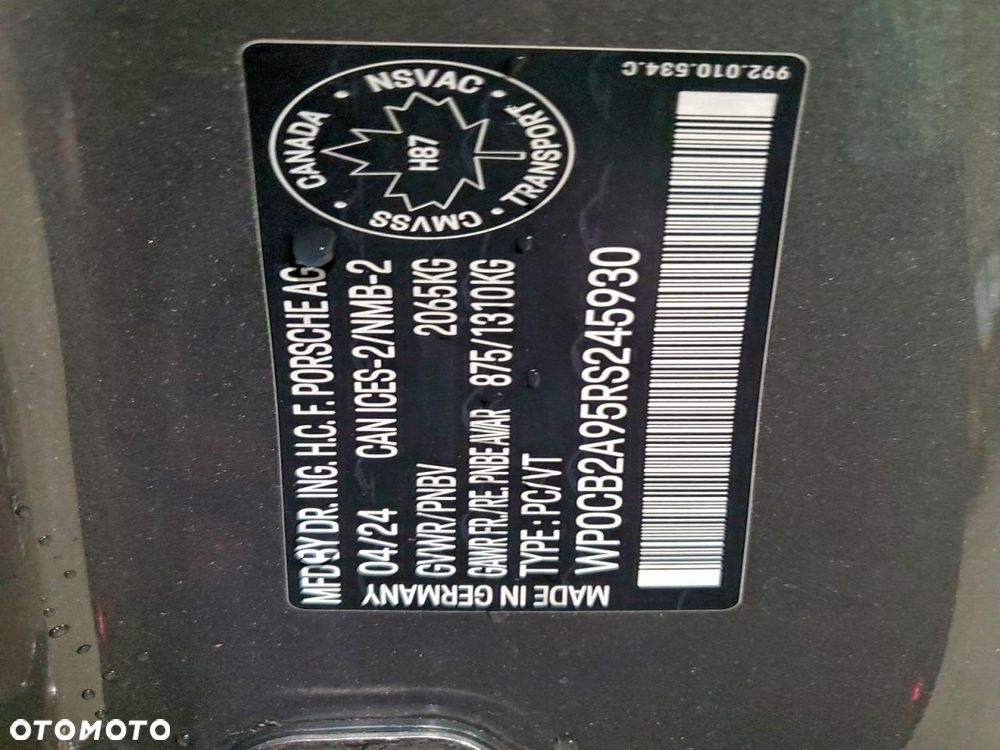 MFD BY DR. ING. H.C. F. PORSCHE AG
04/24 CAN ICES-2/NMB-2
GVWR/PNBV 2065KG
GAWR FR./RE. PNBE AVAR 875/1310KG
TYPE: PC/VT
MADE IN GERMANY
WP0CB2A95RS245930
CANADA · NSVAC · TRANSPORT · CMVSS ·
H87
992.010.534.C
OTOMOTO